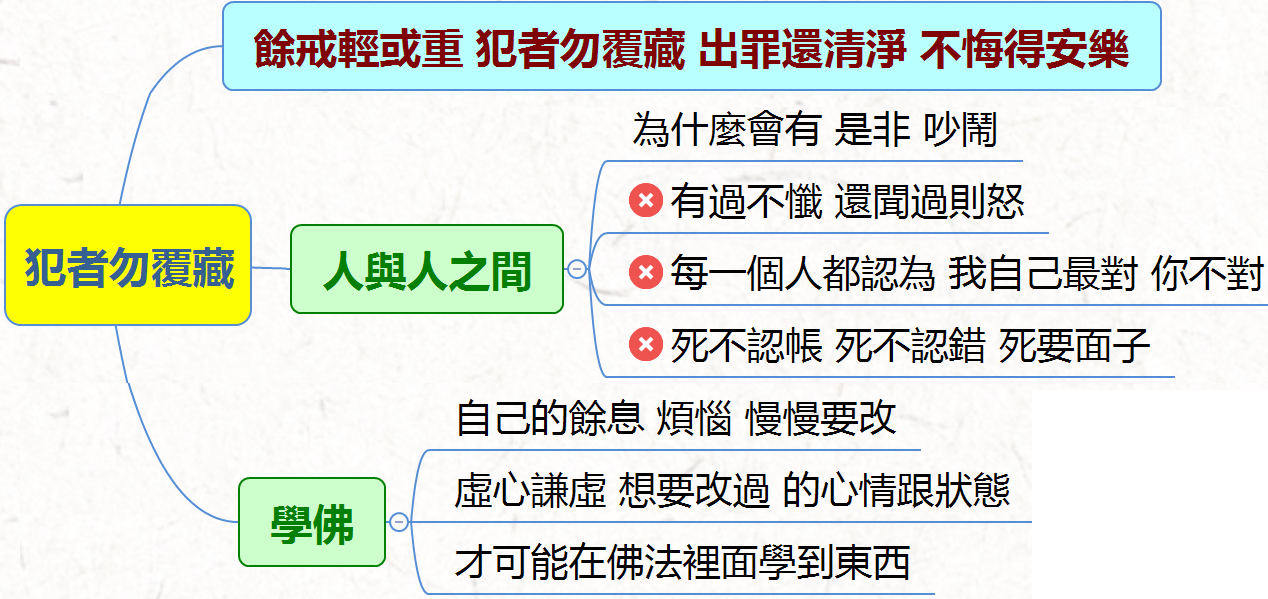 餘戒輕或重 犯者勿覆藏 出罪還清淨 不悔得安樂
犯者勿覆藏
人與人之間
為什麼會有 是非 吵鬧
有過不懺 還聞過則怒
每一個人都認為 我自己最對 你不對
死不認帳 死不認錯 死要面子
學佛
自己的餘息 煩惱 慢慢要改
虛心謙虛 想要改過 的心情跟狀態
才可能在佛法裡面學到東西